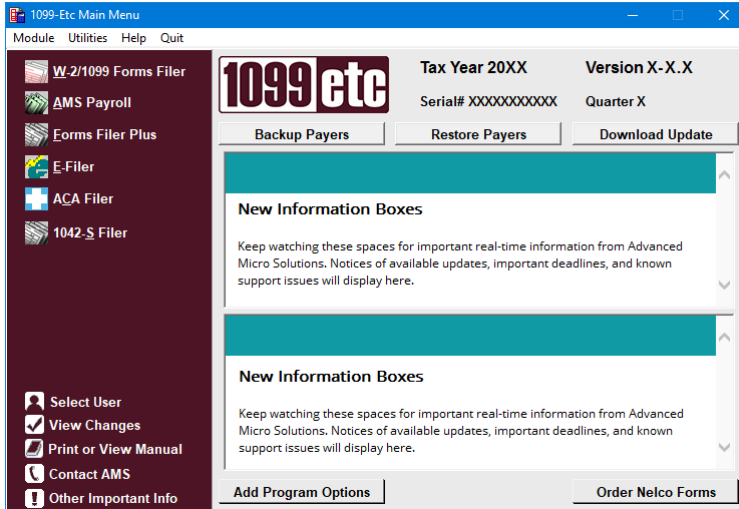 1099-Etc Main Menu
Module Utilities Help Quit
W-2/1099 Forms Filer
AMS Payroll
Forms Filer Plus
E-Filer
ACA Filer
1042-S Filer
Select User
View Changes
Print or View Manual
Contact AMS
Other Important Info
1099 etc
Tax Year 20XX
Version X-X.X
Serial# XXXXXXXXXXX
Quarter X
Backup Payers
Restore Payers
Download Update
New Information Boxes
Keep watching these spaces for important real-time information from Advanced
Micro Solutions. Notices of available updates, important deadlines, and known
support issues will display here.
New Information Boxes
Keep watching these spaces for important real-time information from Advanced
Micro Solutions. Notices of available updates, important deadlines, and known
support issues will display here.
Add Program Options
Order Nelco Forms